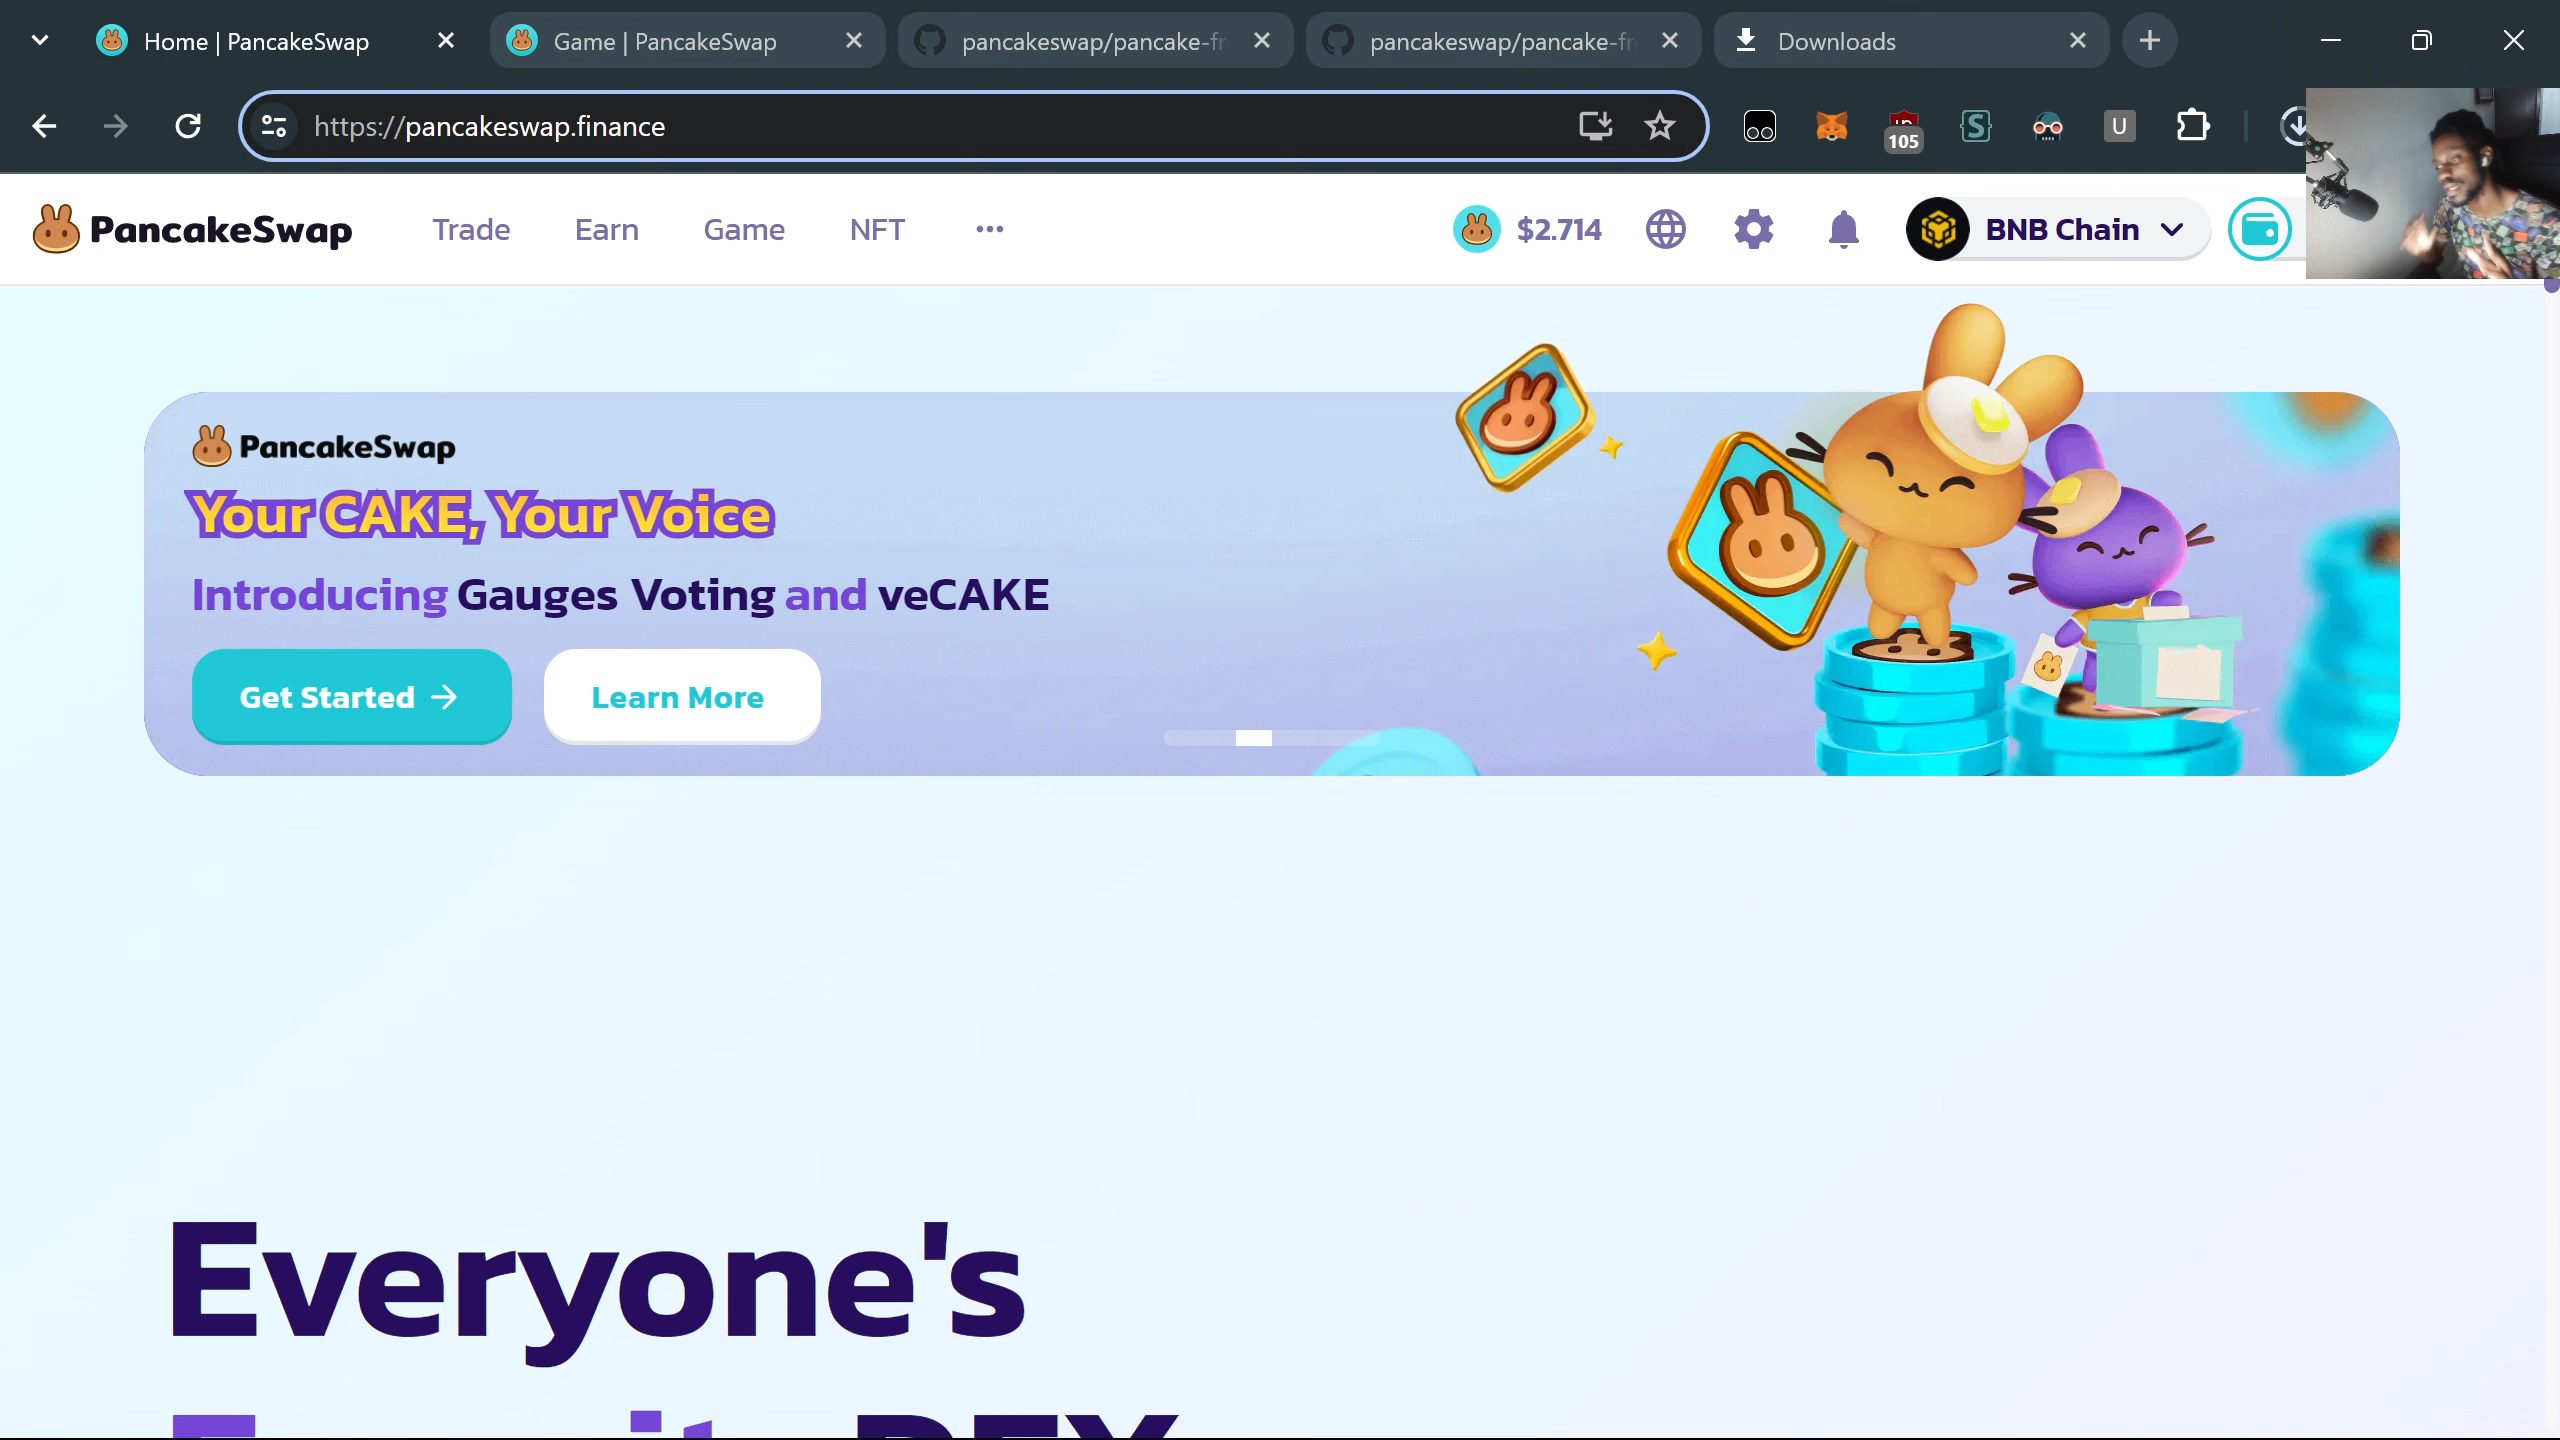 Home | PancakeSwap
Game | PancakeSwap
pancakeswap/pancake-fr
pancakeswap/pancake-fr
Downloads
https://pancakeswap.finance
105
U
PancakeSwap
Trade
Earn
Game
NFT
$2.714
BNB Chain
PancakeSwap
Your CAKE, Your Voice
Introducing Gauges Voting and veCAKE
Get Started
Learn More
Everyone's
DEX